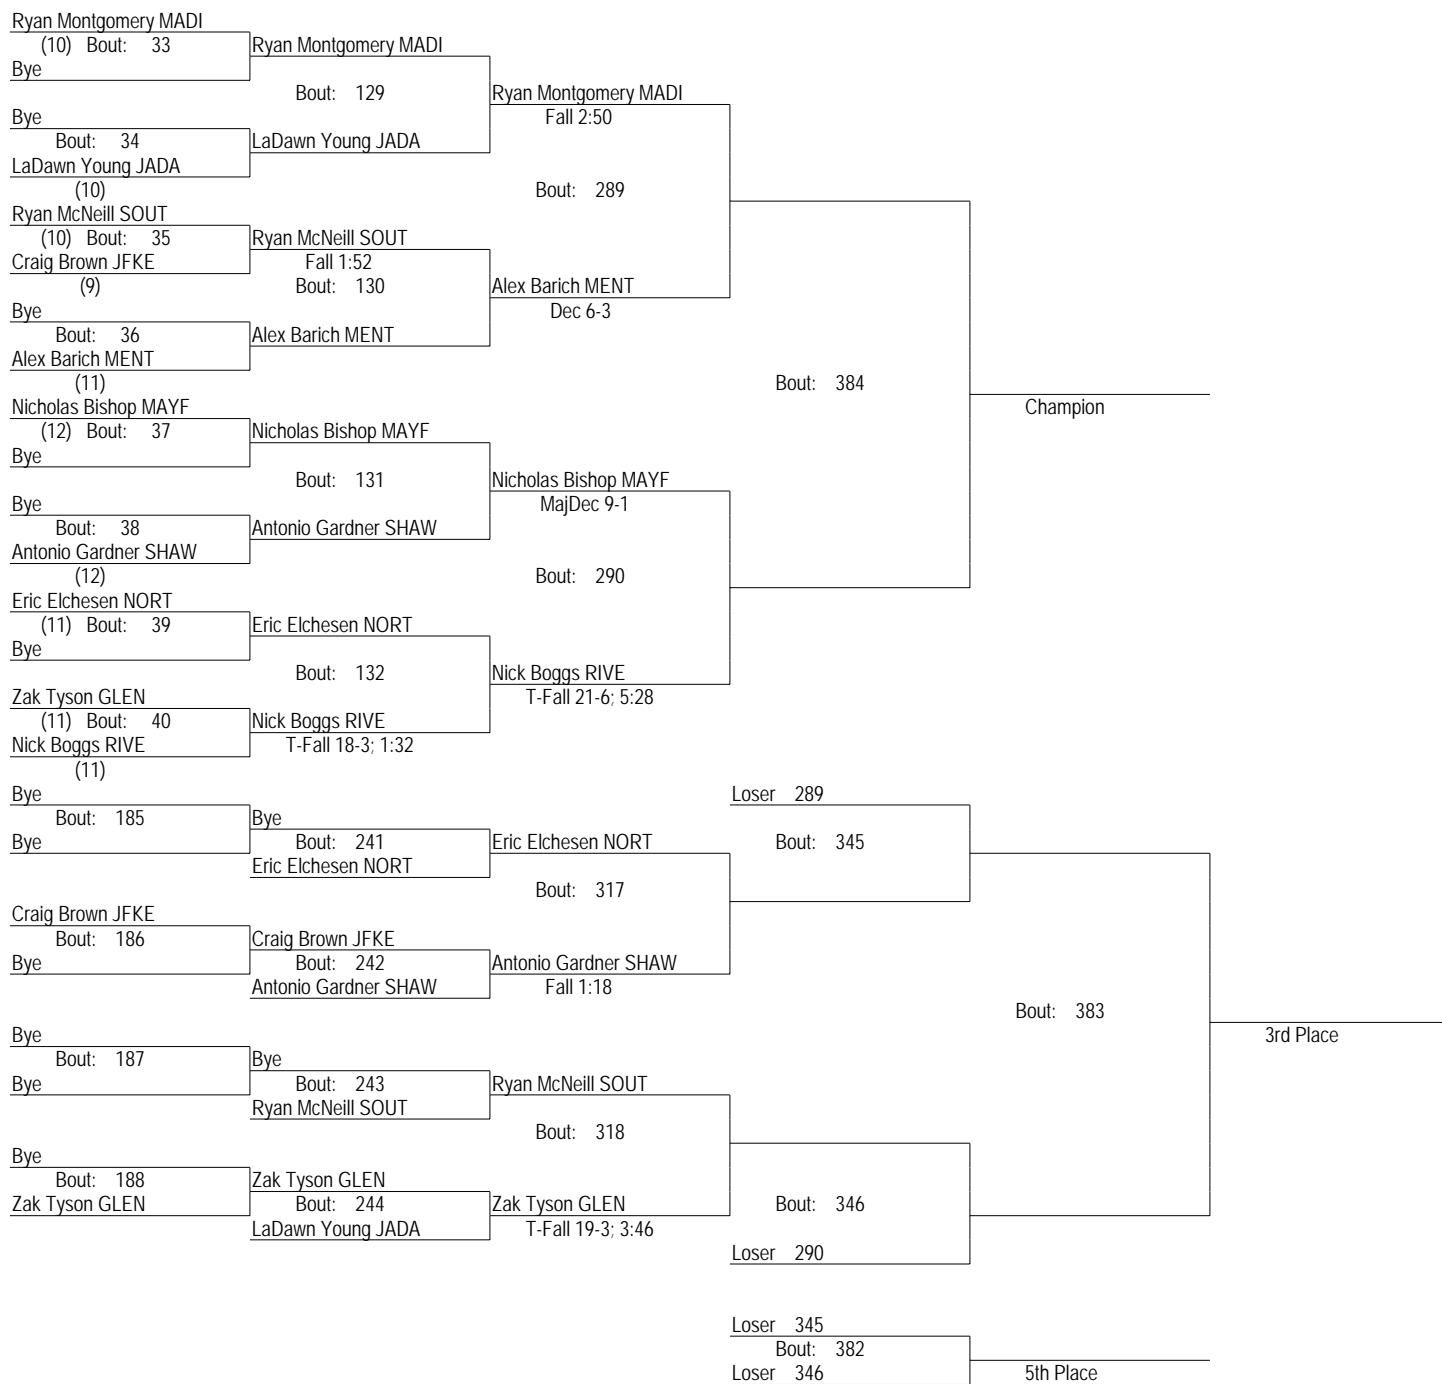 Ryan Montgomery MADI
(10) Bout: 33
Ryan Montgomery MADI
Bye
Bout: 129
Ryan Montgomery MADI
Bye
Fall 2:50
Bout: 34
LaDawn Young JADA
LaDawn Young JADA
(10)
Bout: 289
Ryan McNeill SOUT
(10) Bout: 35
Ryan McNeill SOUT
Craig Brown JFKE
Fall 1:52
(9)
Bout: 130
Alex Barich MENT
Bye
Dec 6-3
Bout: 36
Alex Barich MENT
Alex Barich MENT
(11)
Bout: 384
Nicholas Bishop MAYF
Champion
(12) Bout: 37
Nicholas Bishop MAYF
Bye
Bout: 131
Nicholas Bishop MAYF
Bye
MajDec 9-1
Bout: 38
Antonio Gardner SHAW
Antonio Gardner SHAW
(12)
Bout: 290
Eric Elchesen NORT
(11) Bout: 39
Eric Elchesen NORT
Bye
Bout: 132
Nick Boggs RIVE
Zak Tyson GLEN
T-Fall 21-6; 5:28
(11) Bout: 40
Nick Boggs RIVE
Nick Boggs RIVE
T-Fall 18-3; 1:32
(11)
Bye
Loser 289
Bout: 185
Bye
Bye
Bout: 241
Eric Elchesen NORT
Bout: 345
Eric Elchesen NORT
Bout: 317
Craig Brown JFKE
Bout: 186
Craig Brown JFKE
Bye
Bout: 242
Antonio Gardner SHAW
Antonio Gardner SHAW
Fall 1:18
Bout: 383
Bye
3rd Place
Bout: 187
Bye
Bye
Bout: 243
Ryan McNeill SOUT
Ryan McNeill SOUT
Bout: 318
Bye
Bout: 188
Zak Tyson GLEN
Zak Tyson GLEN
Bout: 244
Zak Tyson GLEN
Bout: 346
LaDawn Young JADA
T-Fall 19-3; 3:46
Loser 290
Loser 345
Bout: 382
Loser 346
5th Place